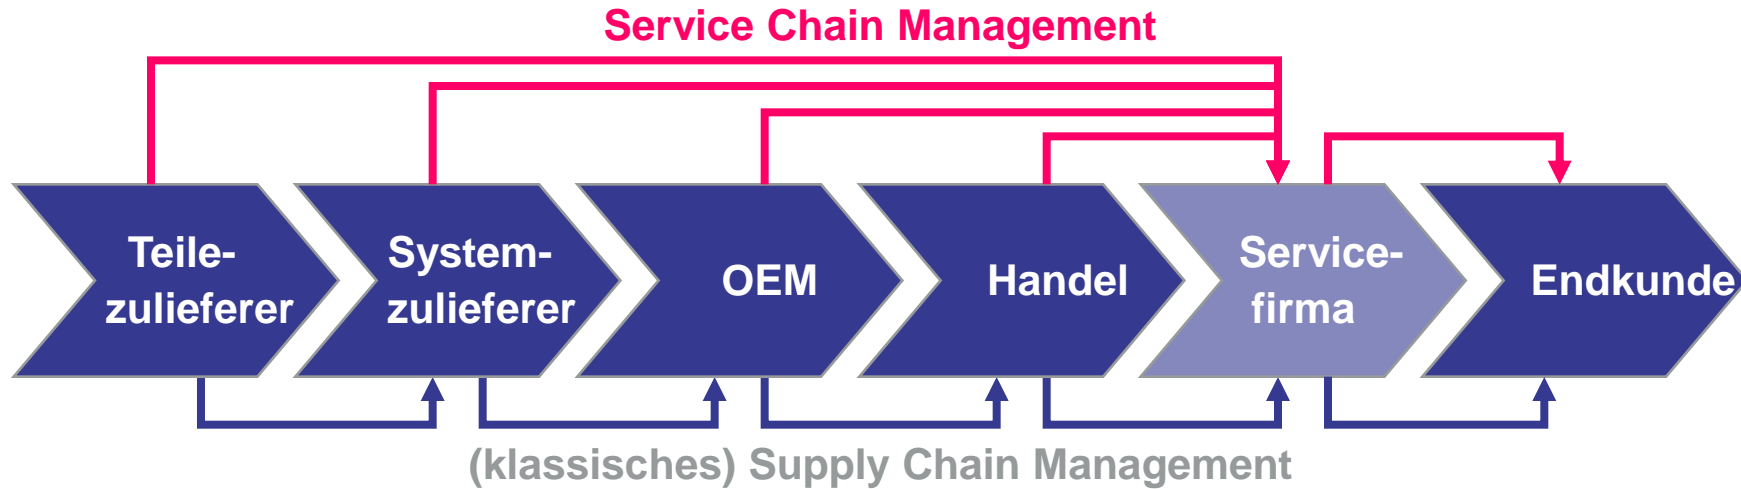 Service Chain Management
Teile-
zulieferer
System-
zulieferer
OEM
Handel
Service-
firma
Endkunde
(klassisches) Supply Chain Management